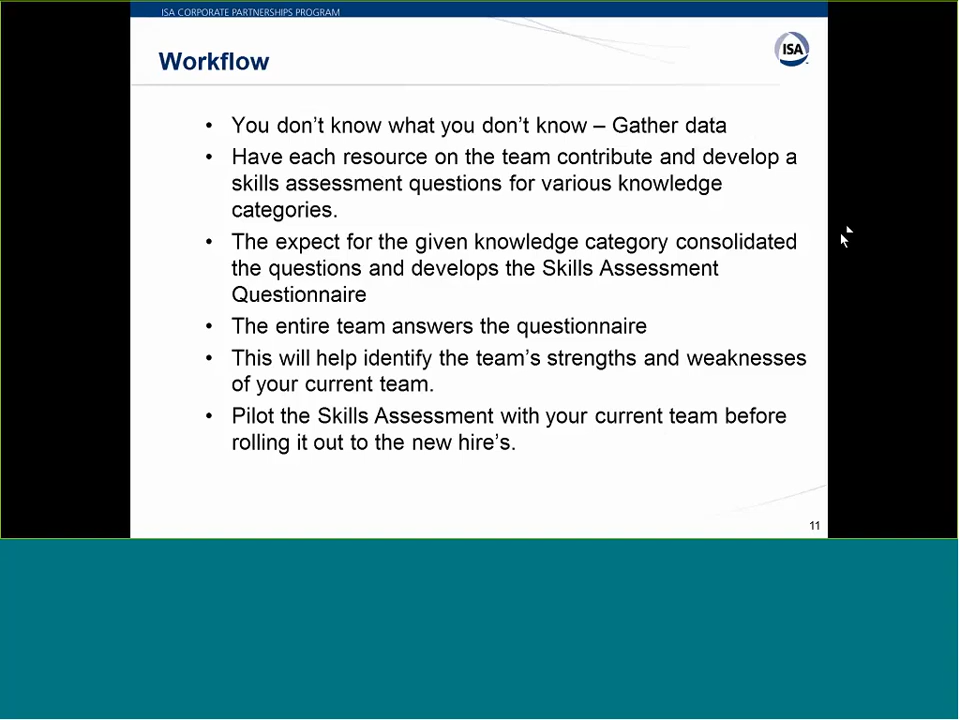 ISA CORPORATE PARTNERSHIPS PROGRAM
Workflow
ISA
• You don't know what you don't know – Gather data
• Have each resource on the team contribute and develop a
skills assessment questions for various knowledge
categories.
• The expect for the given knowledge category consolidated
the questions and develops the Skills Assessment
Questionnaire
• The entire team answers the questionnaire
• This will help identify the team's strengths and weaknesses
of your current team.
• Pilot the Skills Assessment with your current team before
rolling it out to the new hire's.
11